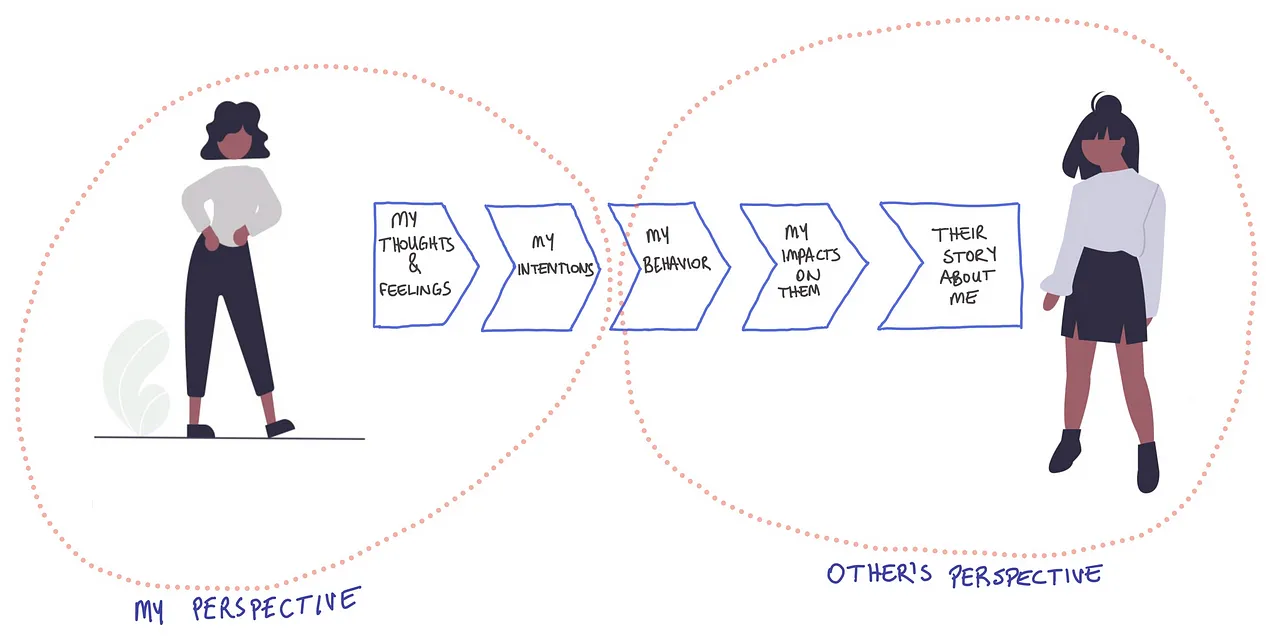 MY
THOUGHTS
&
FEELINGS
MY
INTENTIONS
MY
BEHAVIOR
MY
IMPACTS
ON
THEM
THEIR
STORY
ABOUT
ME
MY PERSPECTIVE
OTHER'S PERSPECTIVE